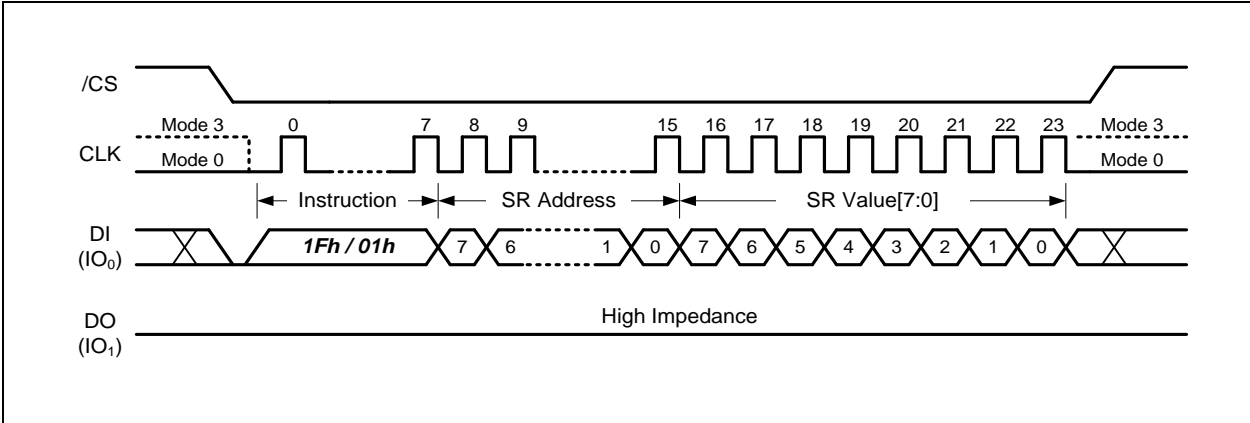 /CS
Mode 3 0 7 8 9 15 16 17 18 19 20 21 22 23 Mode 3
CLK
Mode 0 Mode 0
Instruction SR Address SR Value[7:0]
DI
(IO₀)
1Fh / 01h 7 6 1 0 7 6 5 4 3 2 1 0
High Impedance
DO
(IO₁)